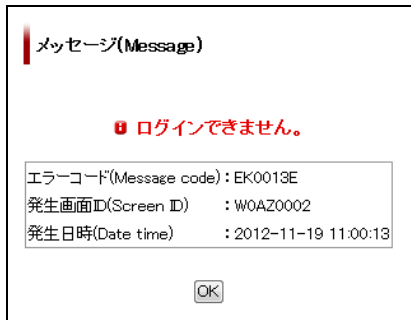 メッセージ(Message)
ログインできません。
エラーコード(Message code) : EK0013E
発生画面ID(Screen ID) : WOAZ0002
発生日時(Date time) : 2012-11-19 11:00:13
OK